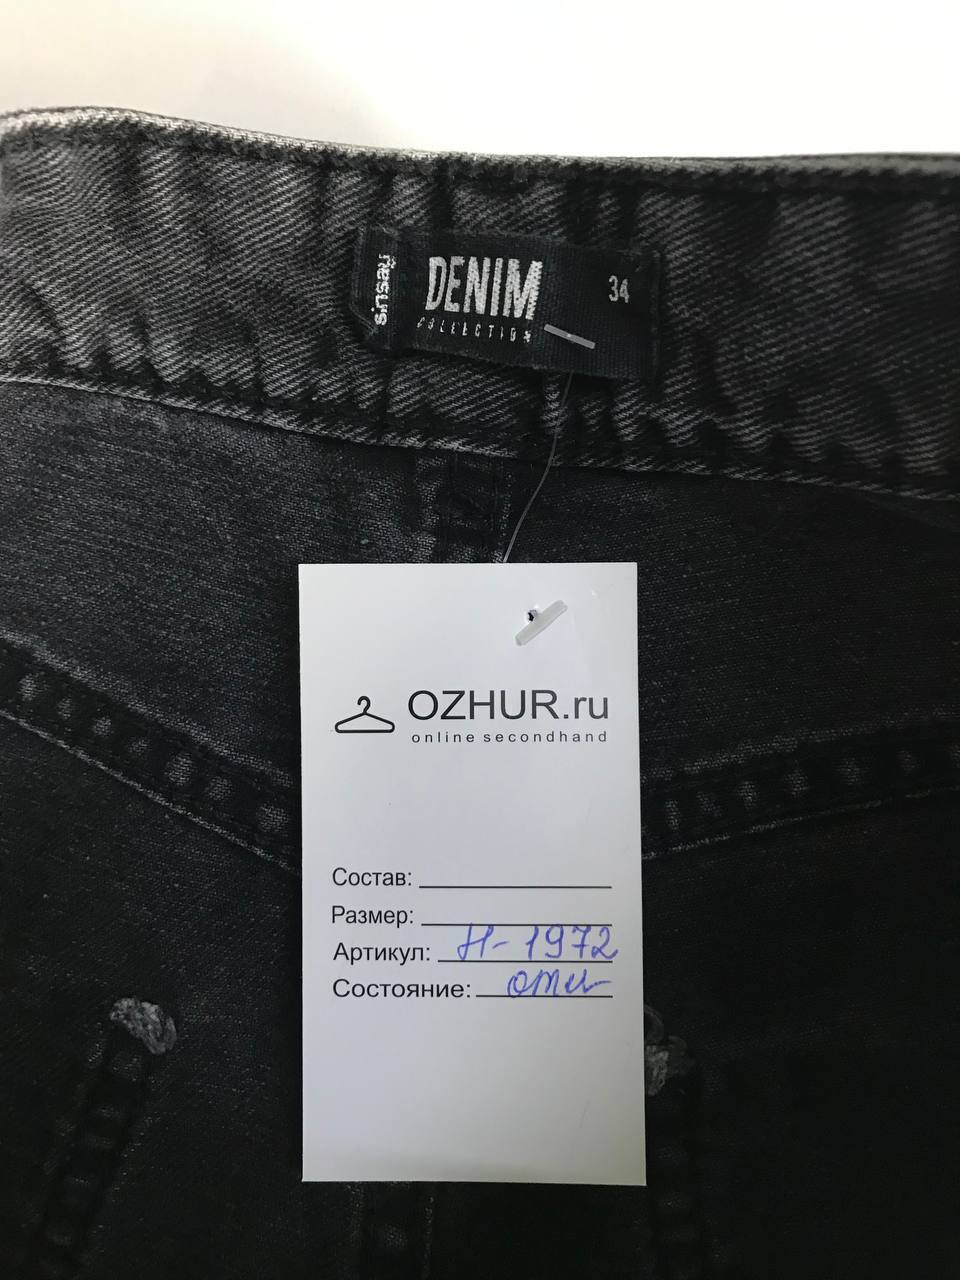 sinsay
DENIM
COLLECTION
34
OZHUR.ru
online secondhand
Состав:
Размер:
Артикул: Н-1972
Состояние: отл